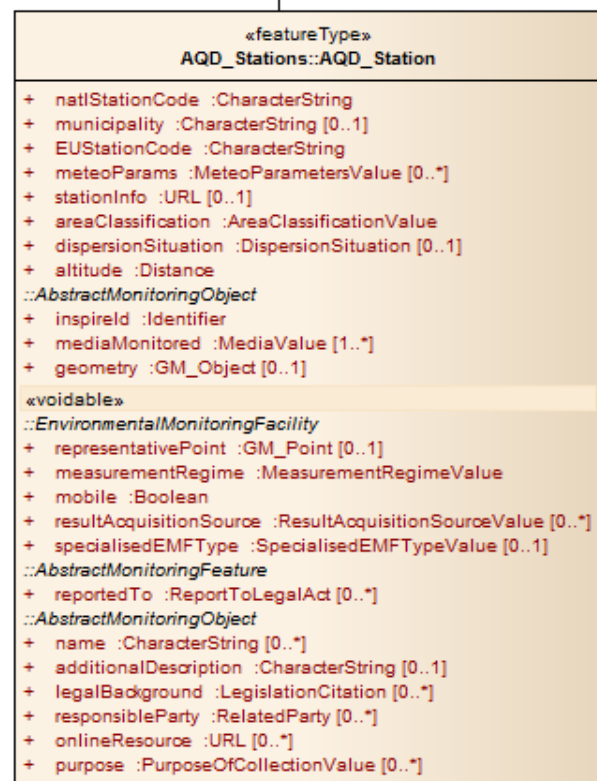 «featureType»
AQD_Stations::AQD_Station
+ natlStationCode :CharacterString
+ municipality :CharacterString [0..1]
+ EUStationCode :CharacterString
+ meteoParams :MeteoParametersValue [0..*]
+ stationInfo :URL [0..1]
+ areaClassification :AreaClassificationValue
+ dispersionSituation :DispersionSituation [0..1]
+ altitude :Distance
::AbstractMonitoringObject
+ inspireId :Identifier
+ mediaMonitored :MediaValue [1..*]
+ geometry :GM_Object [0..1]
«voidable»
::EnvironmentalMonitoringFacility
+ representativePoint :GM_Point [0..1]
+ measurementRegime :MeasurementRegimeValue
+ mobile :Boolean
+ resultAcquisitionSource :ResultAcquisitionSourceValue [0..*]
+ specialisedEMFType :SpecialisedEMFTypeValue [0..1]
::AbstractMonitoringFeature
+ reportedTo :ReportToLegalAct [0..*]
::AbstractMonitoringObject
+ name :CharacterString [0..*]
+ additionalDescription :CharacterString [0..1]
+ legalBackground :LegislationCitation [0..*]
+ responsibleParty :RelatedParty [0..*]
+ onlineResource :URL [0..*]
+ purpose :PurposeOfCollectionValue [0..*]